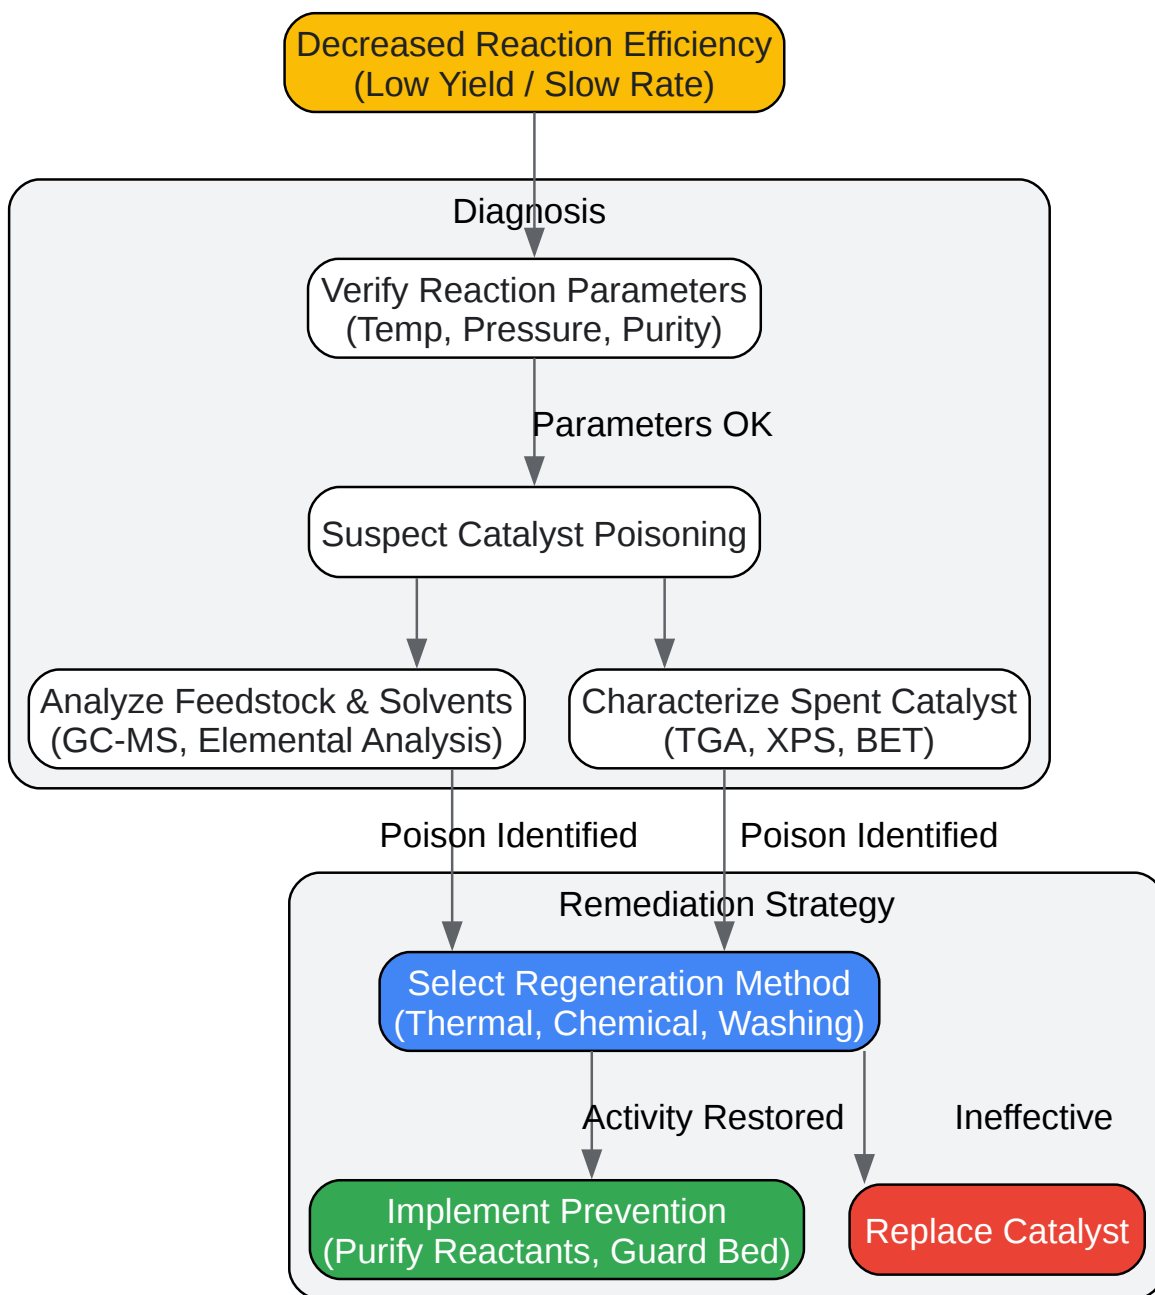 Decreased Reaction Efficiency
(Low Yield / Slow Rate)
Diagnosis
Verify Reaction Parameters
(Temp, Pressure, Purity)
Parameters OK
Suspect Catalyst Poisoning
Analyze Feedstock & Solvents
(GC-MS, Elemental Analysis)
Characterize Spent Catalyst
(TGA, XPS, BET)
Poison Identified
Poison Identified
Remediation Strategy
Select Regeneration Method
(Thermal, Chemical, Washing)
Activity Restored
Ineffective
Implement Prevention
(Purify Reactants, Guard Bed)
Replace Catalyst